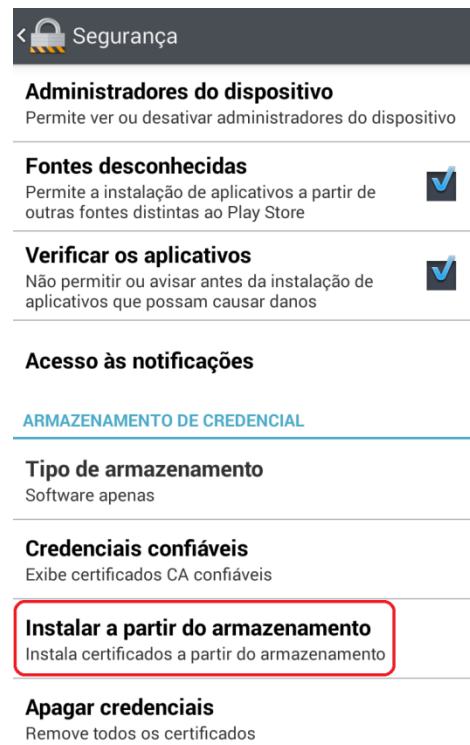 Segurança
Administradores do dispositivo
Permite ver ou desativar administradores do dispositivo
Fontes desconhecidas
Permite a instalação de aplicativos a partir de
outras fontes distintas ao Play Store
Verificar os aplicativos
Não permitir ou avisar antes da instalação de
aplicativos que possam causar danos
Acesso às notificações
ARMAZENAMENTO DE CREDENCIAL
Tipo de armazenamento
Software apenas
Credenciais confiáveis
Exibe certificados CA confiáveis
Instalar a partir do armazenamento
Instala certificados a partir do armazenamento
Apagar credenciais
Remove todos os certificados